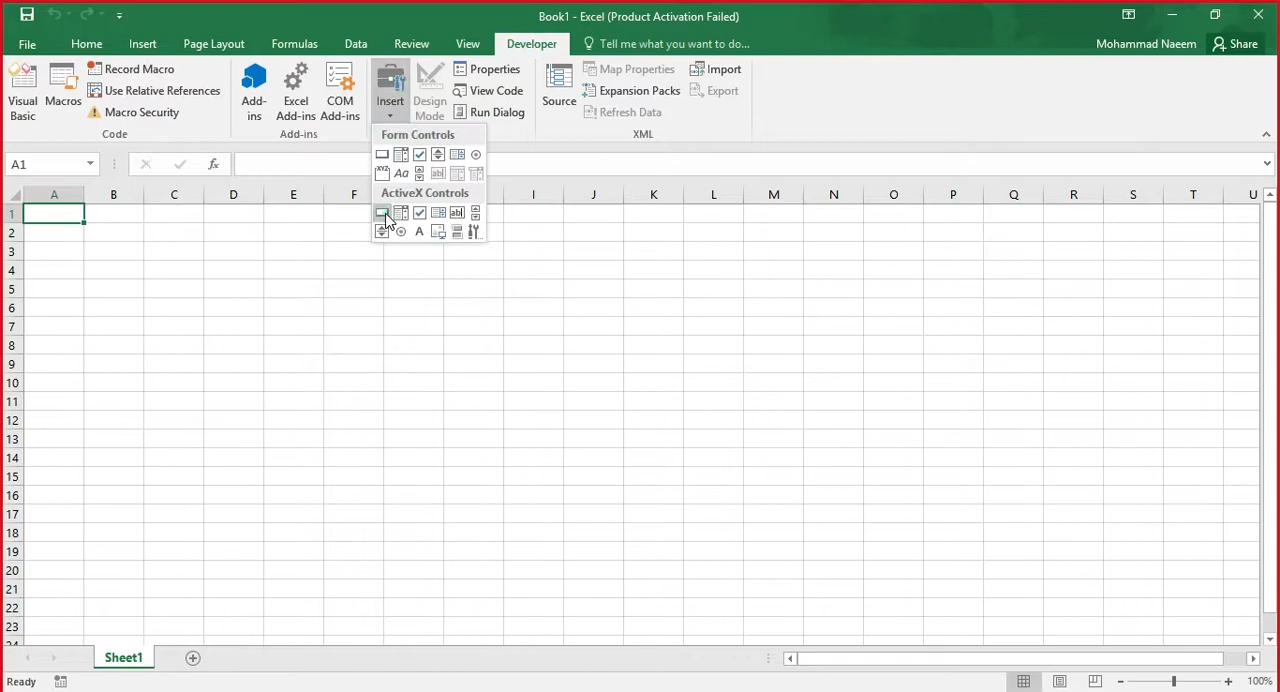 Book1 - Excel (Product Activation Failed)
File Home Insert Page Layout Formulas Data Review View Developer Tell me what you want to do... Mohammad Naeem Share
Visual Basic
Macros
Record Macro
Use Relative References
Macro Security
Code
Add-ins
Excel Add-ins
COM Add-ins
Add-ins
Insert
Design Mode
Properties
View Code
Run Dialog
Source
Map Properties
Expansion Packs
Refresh Data
Import
Export
XML
Form Controls
XYZ
Aa
ab|
ActiveX Controls
ab|
A
A1
fx
A B C D E F I J K L M N O P Q R S T U
1
2
3
4
5
6
7
8
9
10
11
12
13
14
15
16
17
18
19
20
21
22
23
24
Sheet1
Ready
100%